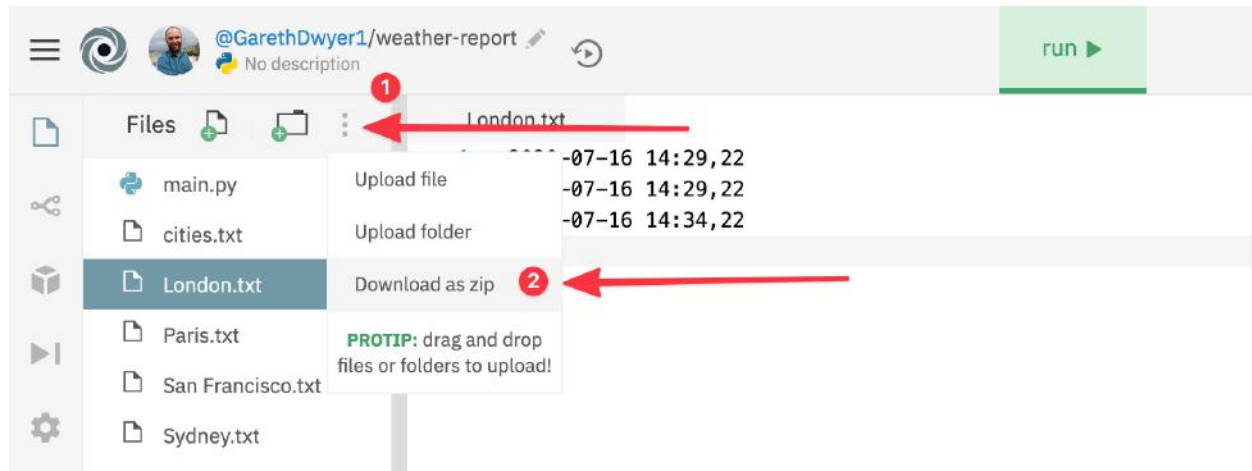 @GarethDwyer1/weather-report
No description
run
1
Files
London.txt
main.py
cities.txt
London.txt
Paris.txt
San Francisco.txt
Sydney.txt
Upload file
Upload folder
Download as zip
2
PROTIP: drag and drop
files or folders to upload!
-07-16 14:29,22
-07-16 14:29,22
-07-16 14:34,22